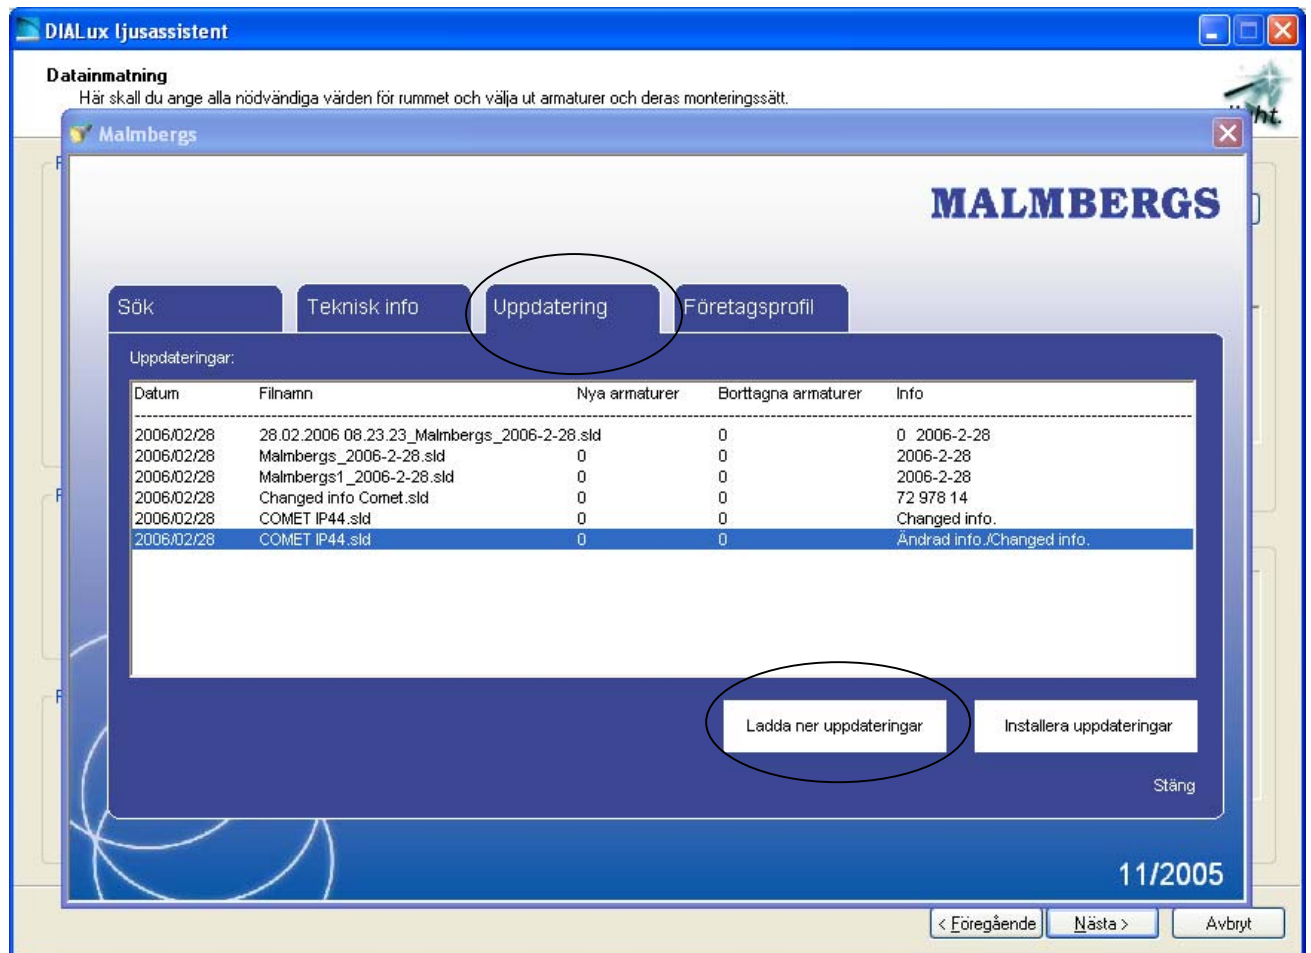 DIALux ljusassistent
Datainmatning
Här skall du ange alla nödvändiga värden för rummet och välja ut armaturer och deras monteringssätt.
Malmbergs
MALMBERGS
Sök Teknisk info Uppdatering Företagsprofil
Uppdateringar:
Datum Filnamn Nya armaturer Borttagna armaturer Info
2006/02/28 28.02.2006 08.23.23_Malmbergs_2006-2-28.sld 0 0 2006-2-28
2006/02/28 Malmbergs_2006-2-28.sld 0 0 2006-2-28
2006/02/28 Malmbergs1_2006-2-28.sld 0 0 2006-2-28
2006/02/28 Changed info Comet.sld 0 0 72 978 14
2006/02/28 COMET IP44.sld 0 0 Changed info.
2006/02/28 COMET IP44.sld 0 0 Ändrad info./Changed info.
Ladda ner uppdateringar Installera uppdateringar
Stäng
11/2005
< Föregående Nästa > Avbryt